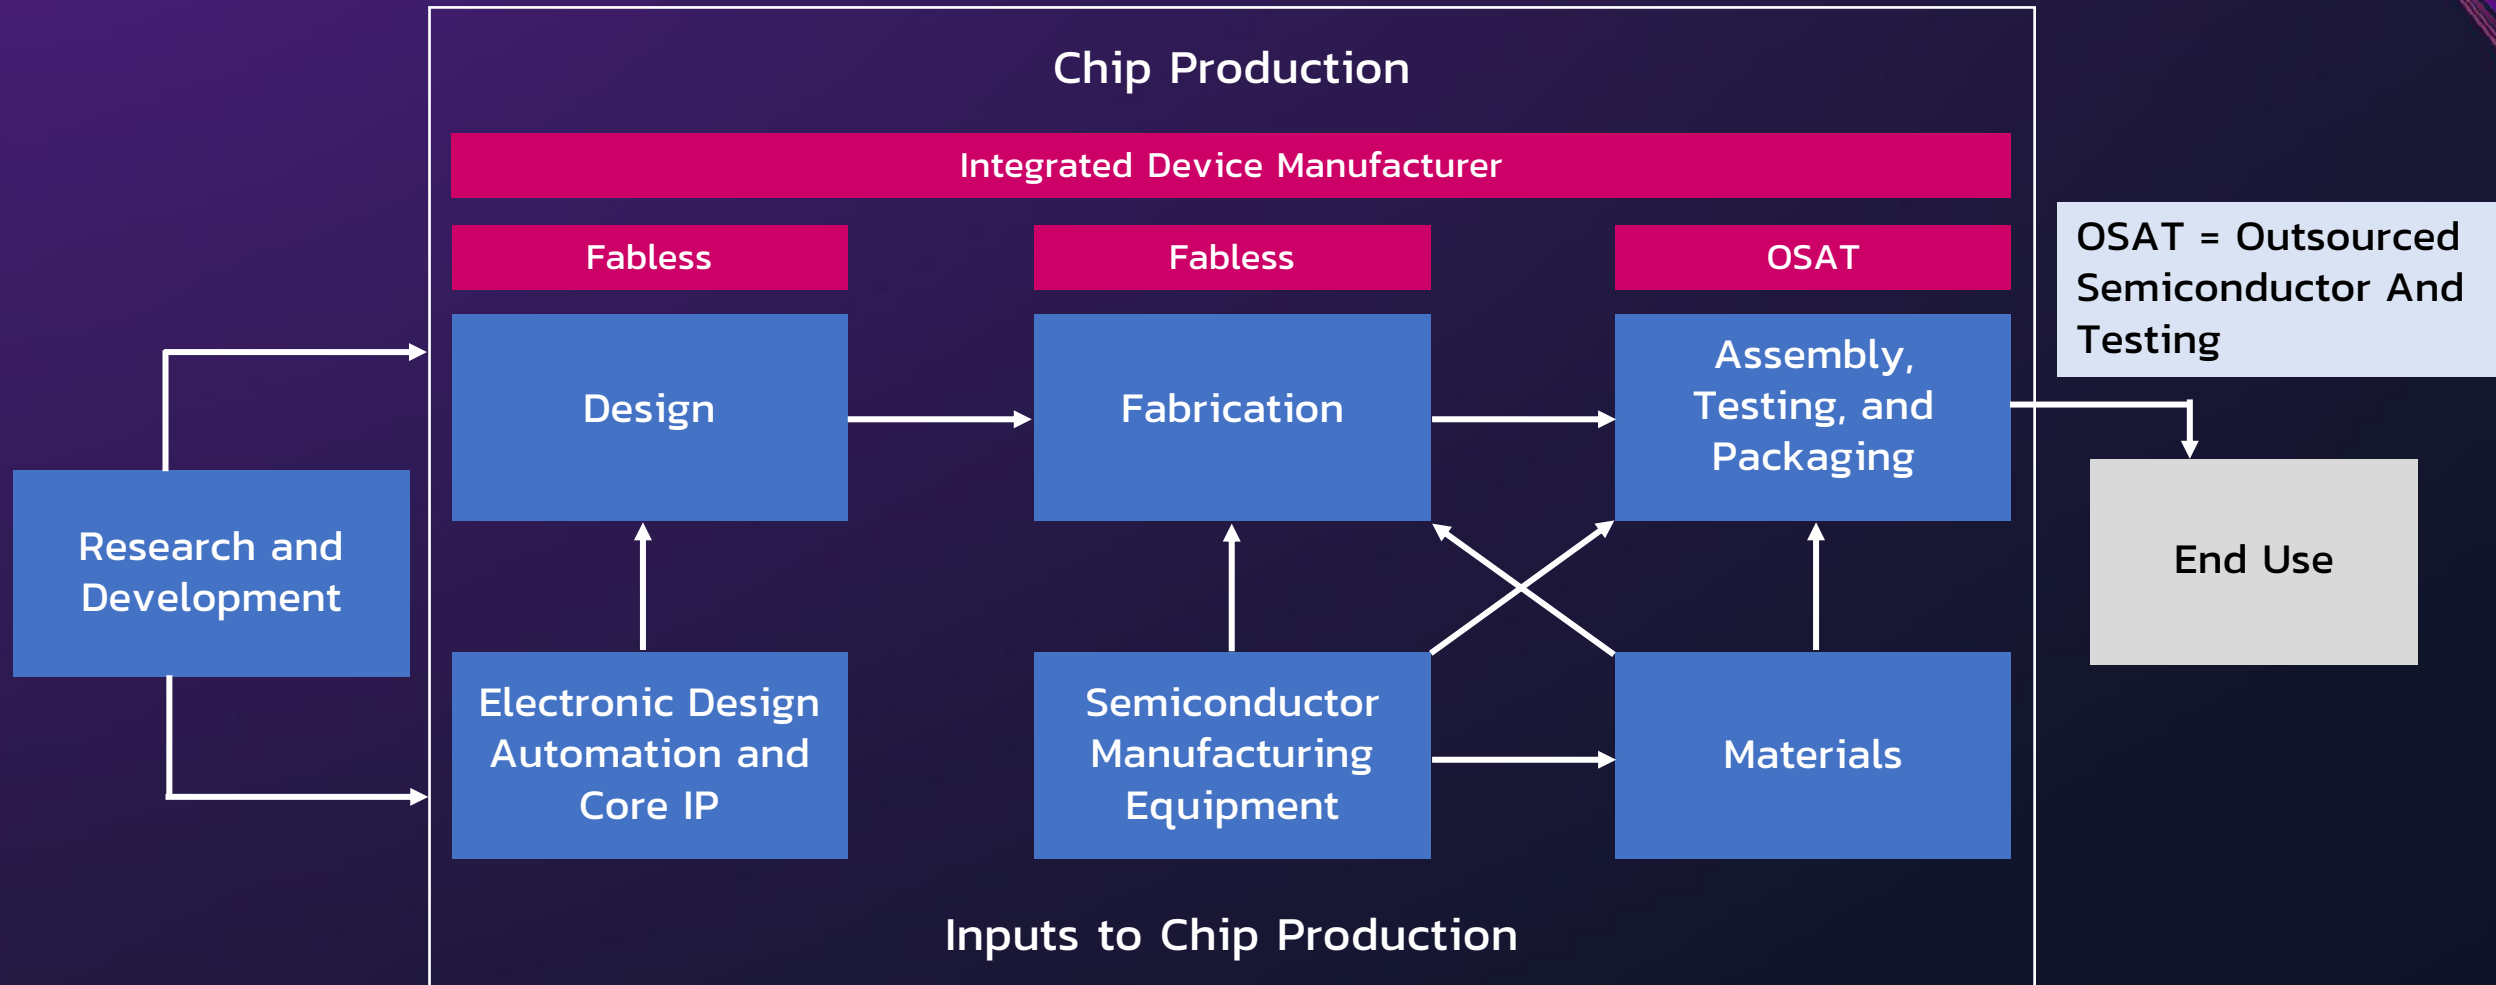 Chip Production
Integrated Device Manufacturer
Fabless
Fabless
OSAT
OSAT = Outsourced
Semiconductor And
Testing
Design
Fabrication
Assembly,
Testing, and
Packaging
Research and
Development
End Use
Electronic Design
Automation and
Core IP
Semiconductor
Manufacturing
Equipment
Materials
Inputs to Chip Production